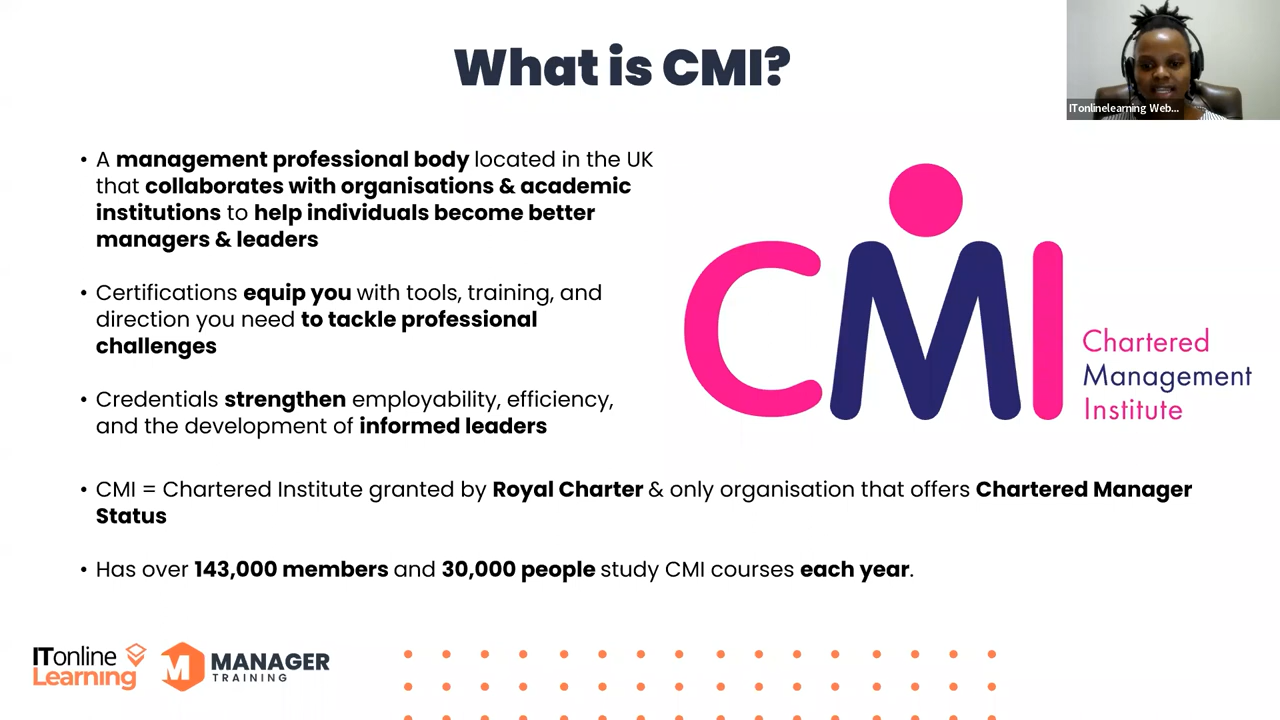 What is CMI?
ITonlinelearning Web...
• A management professional body located in the UK
that collaborates with organisations & academic
institutions to help individuals become better
managers & leaders
• Certifications equip you with tools, training, and
direction you need to tackle professional
challenges
• Credentials strengthen employability, efficiency,
and the development of informed leaders
CMI
Chartered
Management
Institute
• CMI = Chartered Institute granted by Royal Charter & only organisation that offers Chartered Manager
Status
• Has over 143,000 members and 30,000 people study CMI courses each year.
ITonline
Learning
M MANAGER
TRAINING